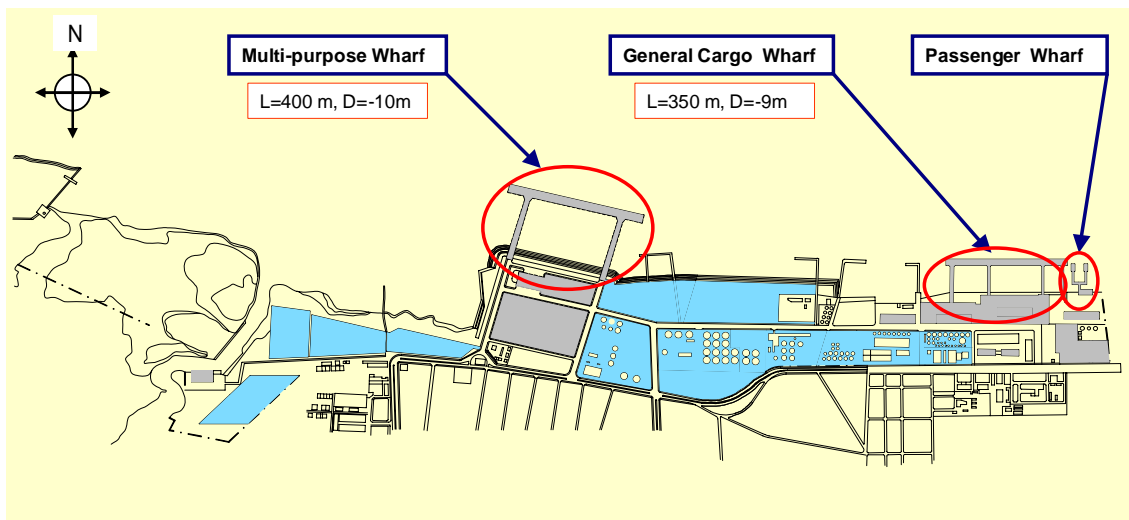 N
Multi-purpose Wharf
General Cargo Wharf
Passenger Wharf
L=400 m, D=-10m
L=350 m, D=-9m